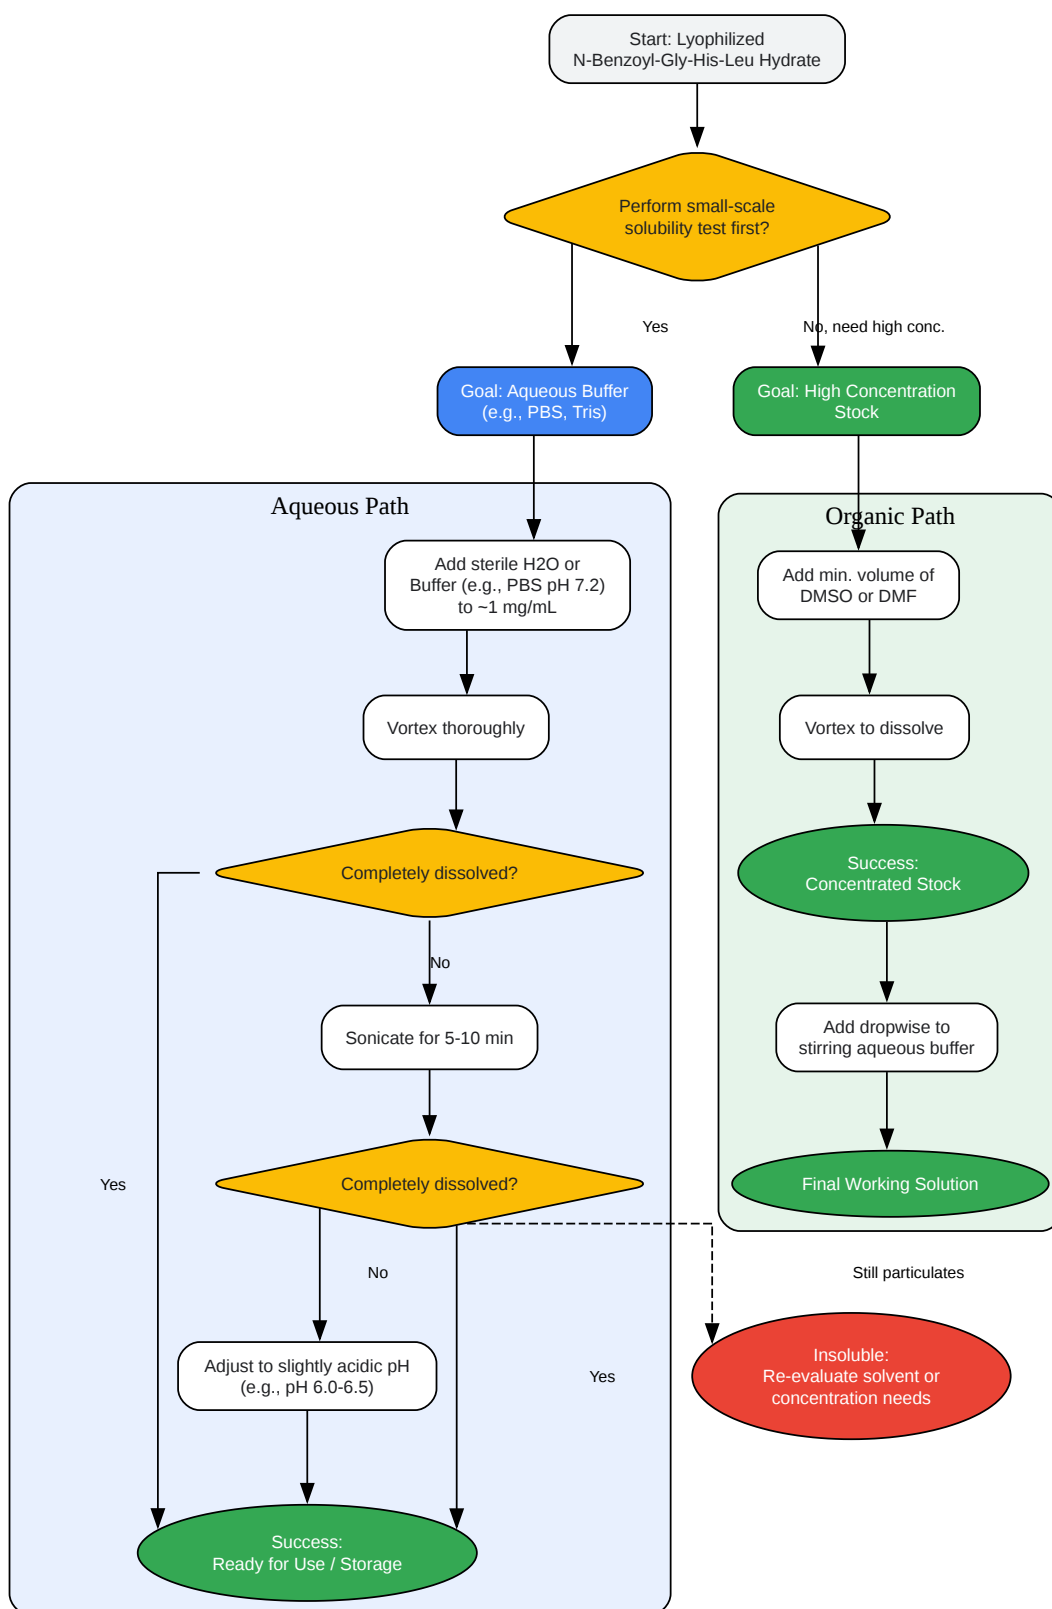 Start: Lyophilized
N-Benzoyl-Gly-His-Leu Hydrate
Perform small-scale
solubility test first?
Yes
No, need high conc.
Goal: Aqueous Buffer
(e.g., PBS, Tris)
Goal: High Concentration
Stock
Aqueous Path
Add sterile H2O or
Buffer (e.g., PBS pH 7.2)
to ~1 mg/mL
Vortex thoroughly
Completely dissolved?
No
Sonicate for 5-10 min
Completely dissolved?
Yes
No
Adjust to slightly acidic pH
(e.g., pH 6.0-6.5)
Yes
Success:
Ready for Use / Storage
Organic Path
Add min. volume of
DMSO or DMF
Vortex to dissolve
Success:
Concentrated Stock
Add dropwise to
stirring aqueous buffer
Final Working Solution
Still particulates
Insoluble:
Re-evaluate solvent or
concentration needs